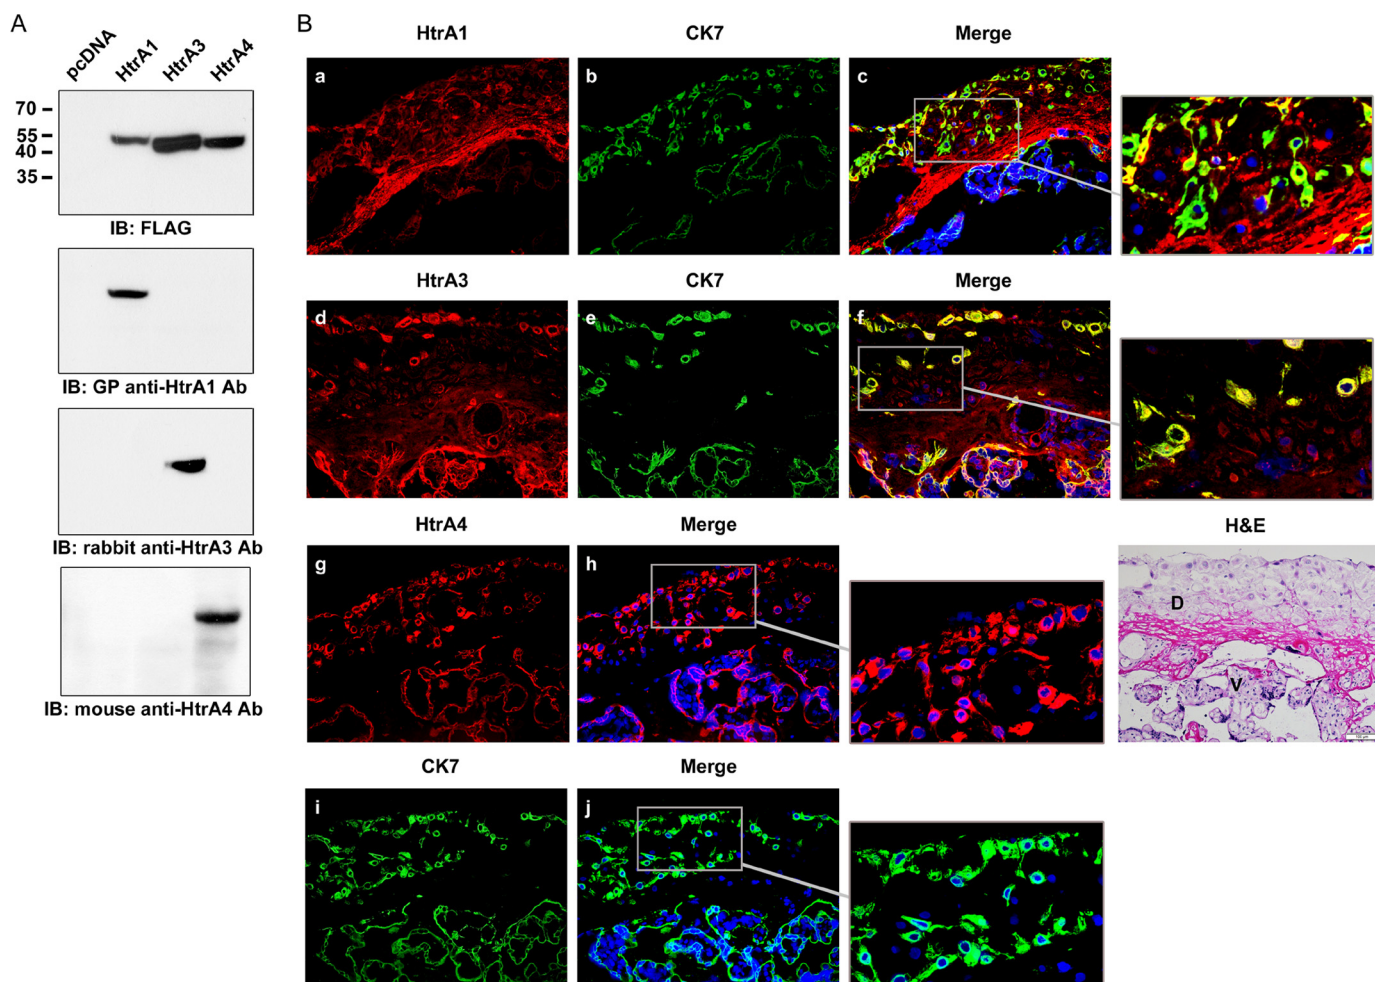 A
pcDNA
HtrA1
HtrA3
HtrA4
70
55
40
35
IB: FLAG
IB: GP anti-HtrA1 Ab
IB: rabbit anti-HtrA3 Ab
IB: mouse anti-HtrA4 Ab
B
HtrA1 CK7 Merge
a b c
HtrA3 CK7 Merge
d e f
HtrA4 Merge H&E
g h
D
V
CK7 Merge
i j